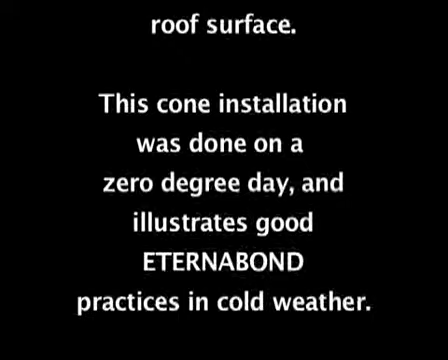 roof surface.
This cone installation
was done on a
zero degree day, and
illustrates good
ETERNABOND
practices in cold weather.